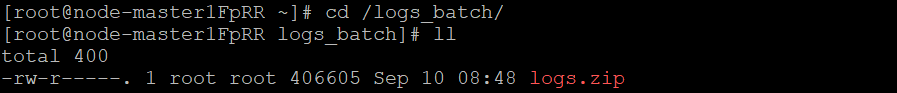 [root@node-master1FpRR ~]# cd /logs_batch/
[root@node-master1FpRR logs_batch]# ll
total 400
-rw-r-----. 1 root root 406605 Sep 10 08:48 logs.zip